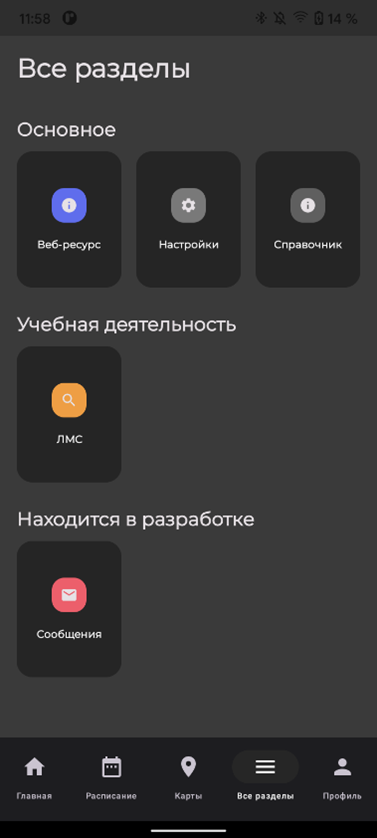 11:58 14 %
Все разделы
Основное
Веб-ресурс Настройки Справочник
Учебная деятельность
ЛМС
Находится в разработке
Сообщения
Главная Расписание Карты Все разделы Профиль